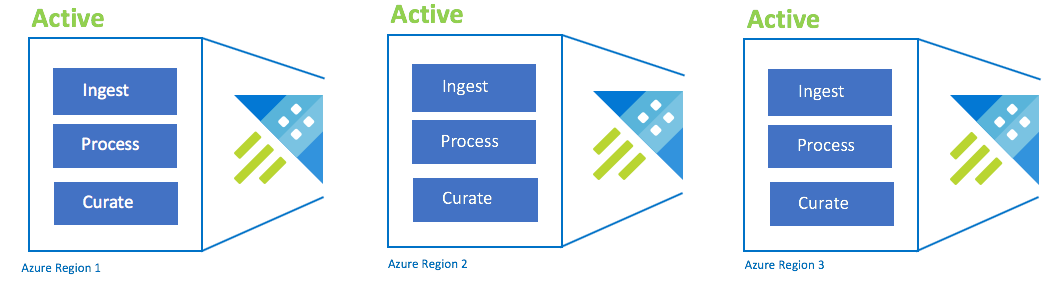 Active
Ingest
Process
Curate
Azure Region 1
Active
Ingest
Process
Curate
Azure Region 2
Active
Ingest
Process
Curate
Azure Region 3